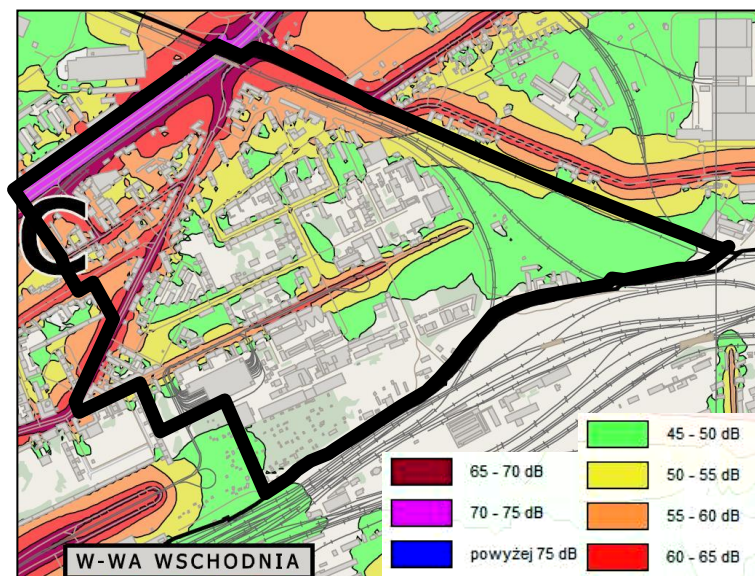 C
45 - 50 dB
65 - 70 dB
50 - 55 dB
70 - 75 dB
55 - 60 dB
powyżej 75 dB
60 - 65 dB
W-WA WSCHODNIA